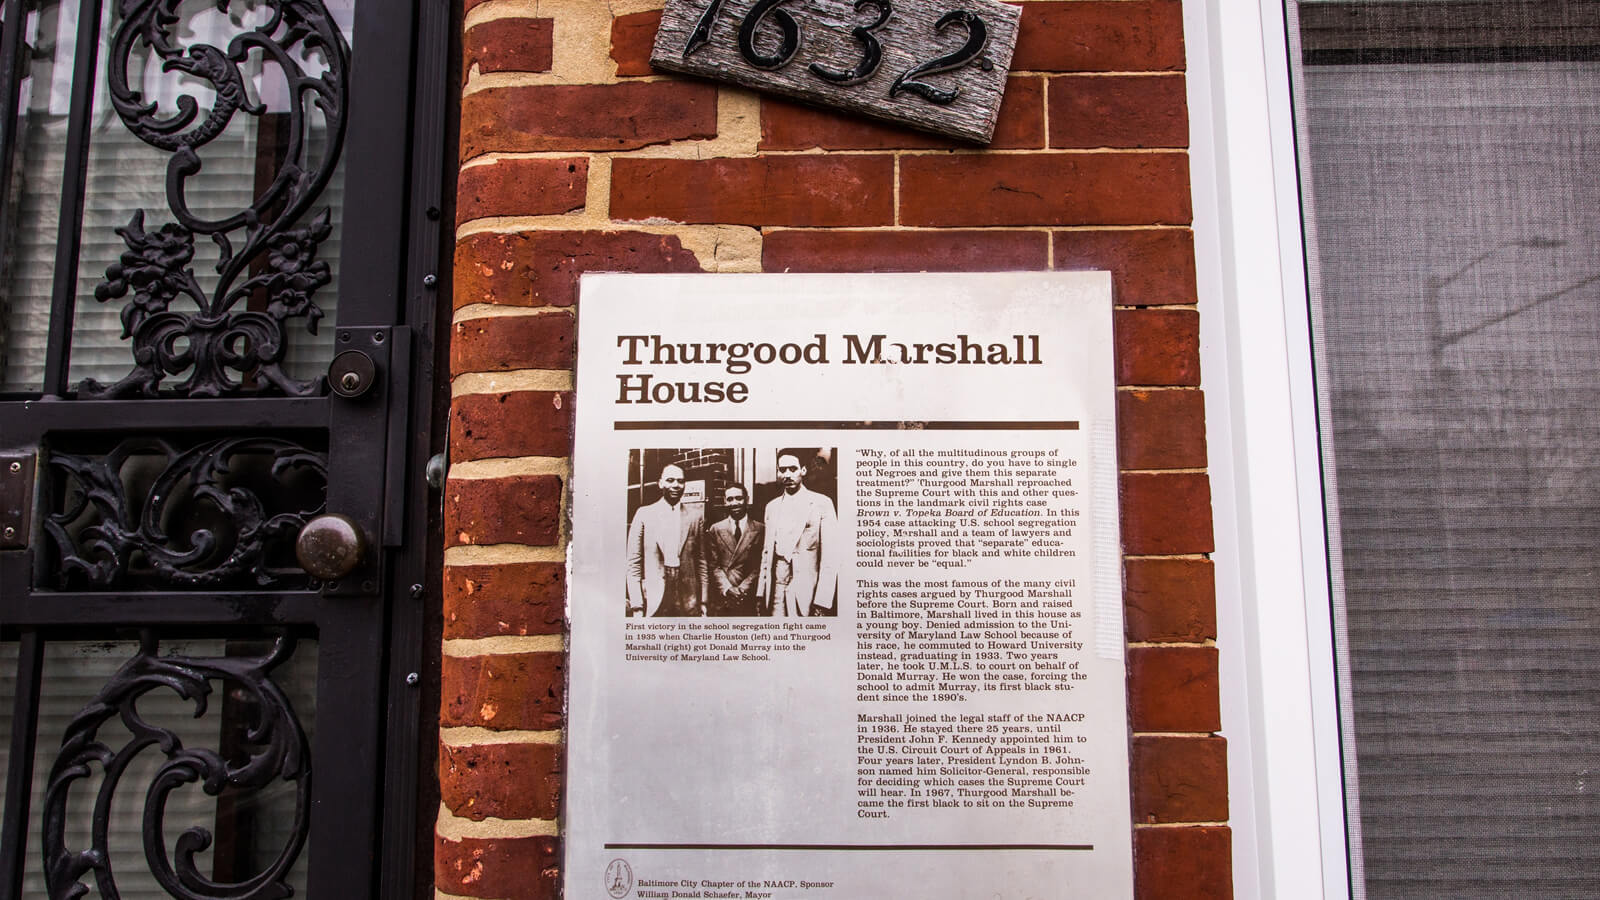 1632
Thurgood Marshall
House
“Why, of all the multitudinous groups of
people in this country, do you have to single
out Negroes and give them this separate
treatment?” Thurgood Marshall reproached
the Supreme Court with this and other ques-
tions in the landmark civil rights case
Brown v. Topeka Board of Education. In this
1954 case attacking U.S. school segregation
policy, Marshall and a team of lawyers and
sociologists proved that “separate” educa-
tional facilities for black and white children
could never be “equal.”
This was the most famous of the many civil
rights cases argued by Thurgood Marshall
before the Supreme Court. Born and raised
in Baltimore, Marshall lived in this house as
a young boy. Denied admission to the Uni-
versity of Maryland Law School because of
his race, he commuted to Howard University
instead, graduating in 1933. Two years
later, he took U.M.L.S. to court on behalf of
Donald Murray. He won the case, forcing the
school to admit Murray, its first black stu-
dent since the 1890's.
Marshall joined the legal staff of the NAACP
in 1936. He stayed there 25 years, until
President John F. Kennedy appointed him to
the U.S. Circuit Court of Appeals in 1961.
Four years later, President Lyndon B. John-
son named him Solicitor-General, responsible
for deciding which cases the Supreme Court
will hear. In 1967, Thurgood Marshall be-
came the first black to sit on the Supreme
Court.
First victory in the school segregation fight came
in 1935 when Charlie Houston (left) and Thurgood
Marshall (right) got Donald Murray into the
University of Maryland Law School.
Baltimore City Chapter of the NAACP, Sponsor
William Donald Schaefer, Mayor